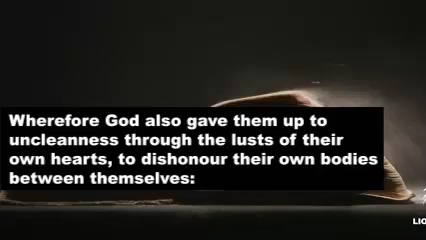 Wherefore God also gave them up to
uncleanness through the lusts of their
own hearts, to dishonour their own bodies
between themselves: